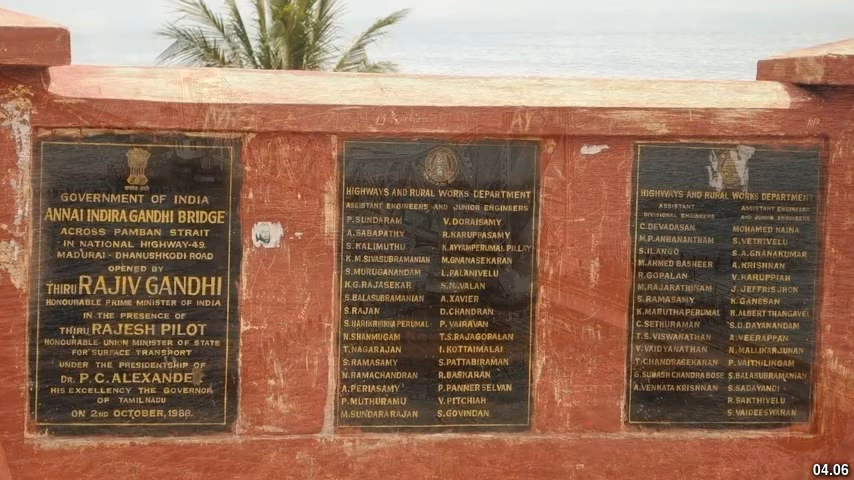 GOVERNMENT OF INDIA
ANNAI INDIRA GANDHI BRIDGE
ACROSS PAMBAN STRAIT
IN NATIONAL HIGHWAY-49.
MADURAI - DHANUSHKODI ROAD
OPENED BY
THIRU RAJIV GANDHI
HONOURABLE PRIME MINISTER OF INDIA
IN THE PRESENCE OF
THIRU RAJESH PILOT
HONOURABLE UNION MINISTER OF STATE
FOR SURFACE TRANSPORT
UNDER THE PRESIDENTSHIP OF
DR. P.C. ALEXANDE
HIS EXCELLENCY THE GOVERNOR
OF TAMILNADU
ON 2ND OCTOBER, 1988.
HIGHWAYS AND RURAL WORKS DEPARTMENT
ASSISTANT ENGINEERS AND JUNIOR ENGINEERS
P. SUNDARAM V. DORAISAMY
A. SABAPATHY R. KARUPPASAMY
S. KALIMUTHU K. AYYAMPERUMAL PILLAY
K. M. SIVASUBRAMANIAN M. GNANASEKARAN
S. MURUGANANDAM L. PALANIVELU
K.G. RAJASEKAR S. N. VALAN
S. BALASUBRAMANIAN A. XAVIER
S. RAJAN D. CHANDRAN
S. HARIKRISHNA PERUMAL P. VAIRAVAN
N. SHANMUGAM T. S. RAJAGOPALAN
T. NAGARAJAN I. KOTTAIMALAI
S. RAMASAMY S. PATTABIRAMAN
N. RAMACHANDRAN R. BASKARAN
A. PERIASAMY P. PANNER SELVAN
P. MUTHURAMU V. PITCHIAH
M. SUNDARA RAJAN S. GOVINDAN
HIGHWAYS AND RURAL WORKS DEPARTMENT
ASSISTANT ASSISTANT ENGINEERS
DIVISIONAL ENGINEERS AND JUNIOR ENGINEERS
C. DEVADASAN MOHAMED NAINA
M. P. ANBANANTHAM S. VETRIVELU
S. ILANGO S. A. GNANAKUMAR
M. AHMED BASHEER A. KRISHNAN
R. GOPALAN V. KARUPPIAH
M. RAJARATHINAM J. JEFFRIS JHON
S. RAMASAMY K. GANESAN
K. MARUTHA PERUMAL R. ALBERT THANGAVEL
C. SETHURAMAN S. D. DAYANANDAM
T. S. VISWANATHAN A. VEERAPPAN
V. VAIDYANATHAN N. MALLIKARJUNAN
T. CHANDRASEKARAN P. VAITHILINGAM
B. SUBASH CHANDRA BOSE S. BALASUBRAMANIAN
A. VENKATA KRISHNAN S. SADAYANDI
R. SAKTHIVELU
S. VAIDEESWARAN
04.06